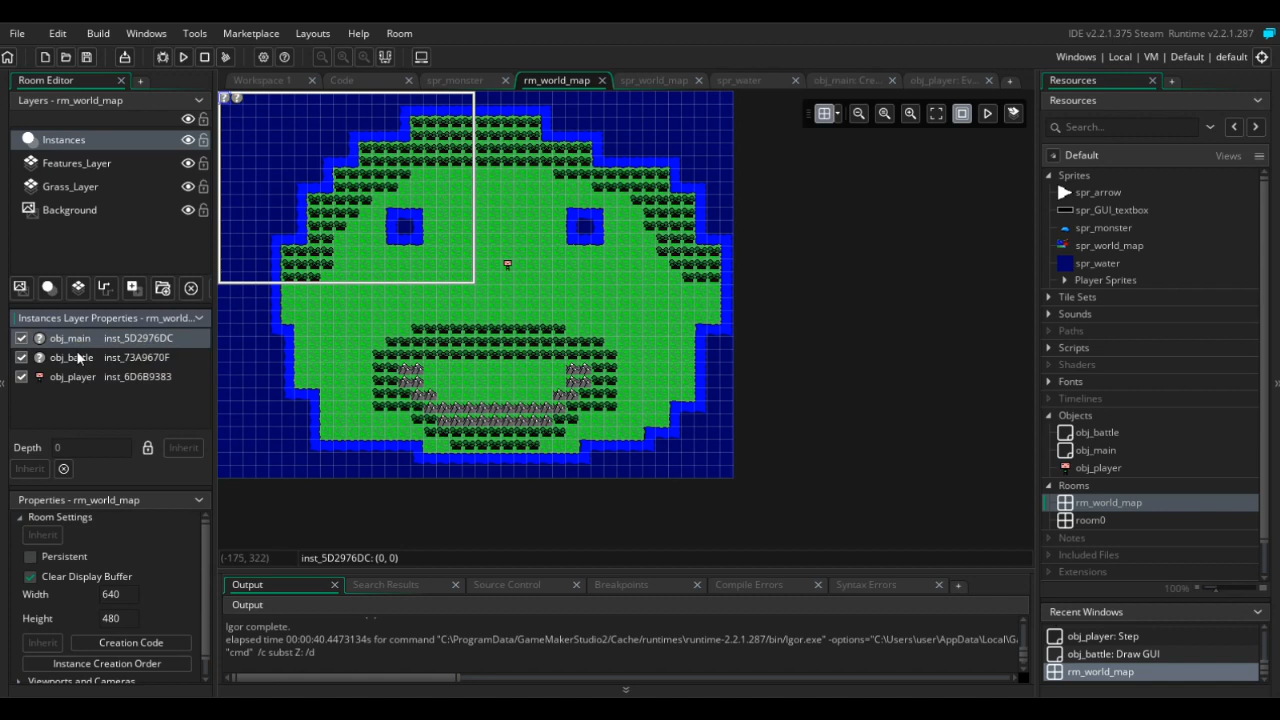 File Edit Build Windows Tools Marketplace Layouts Help Room
IDE v2.2.1.375 Steam Runtime v2.2.1.287
Windows | Local | VM | Default | default
Room Editor
Workspace 1 Code spr_monster rm_world_map spr_world_map spr_water obj_main: Cre... obj_player: Ev...
Resources
Layers - rm_world_map
Resources
Instances
Search...
Features_Layer
Default Views
Grass_Layer
Sprites
Background
spr_arrow
spr_GUI_textbox
spr_monster
spr_world_map
spr_water
Player Sprites
Tile Sets
Sounds
Paths
Scripts
Shaders
Fonts
Timelines
Objects
obj_battle
obj_main
obj_player
Rooms
rm_world_map
room0
Notes
Included Files
Extensions
100%
Instances Layer Properties - rm_world...
obj_main inst_5D2976DC
obj_battle inst_73A9670F
obj_player inst_6D6B9383
Depth 0 Inherit
Inherit
Properties - rm_world_map
Room Settings
Inherit
Persistent
Clear Display Buffer
Width 640
Height 480
Inherit Creation Code
Instance Creation Order
Viewports and Cameras
(-175, 322) inst_5D2976DC: (0, 0)
Output Search Results Source Control Breakpoints Compile Errors Syntax Errors
Output
Igor complete.
elapsed time 00:00:40.4473134s for command "C:\ProgramData/GameMakerStudio2/Cache/runtimes\runtime-2.2.1.287/bin/Igor.exe" -options="C:\Users\user\AppData\Local\G
"cmd" /c subst Z: /d
Recent Windows
obj_player: Step
obj_battle: Draw GUI
rm_world_map